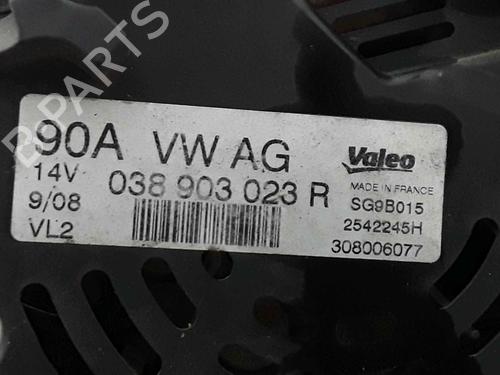 B-PARTS
90A VW AG
14V 038 903 023 R
9/08
VL2
Valeo
MADE IN FRANCE
SG9B015
2542245H
308006077